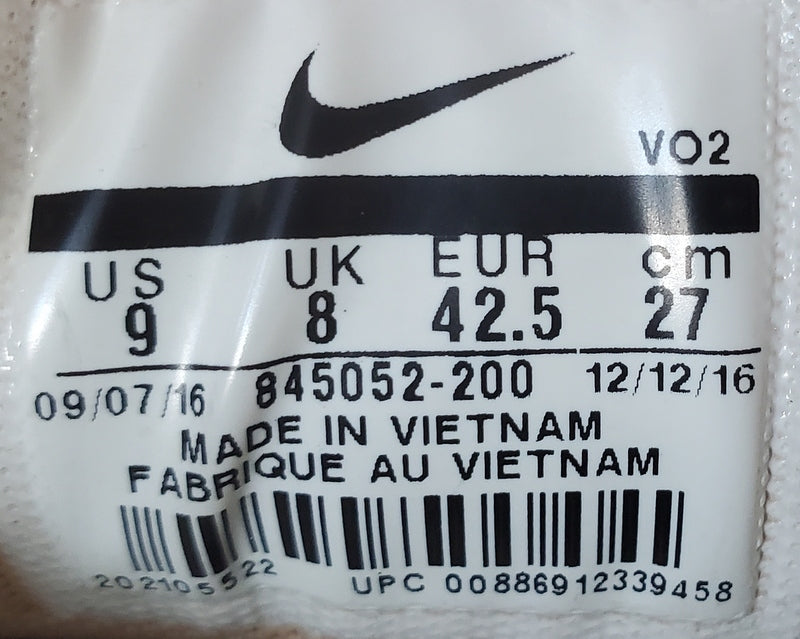 VO2
US UK EUR cm
9 8 42.5 27
09/07/16 845052-200 12/12/16
MADE IN VIETNAM
FABRIQUE AU VIETNAM
2021055522 UPC 00886912339458